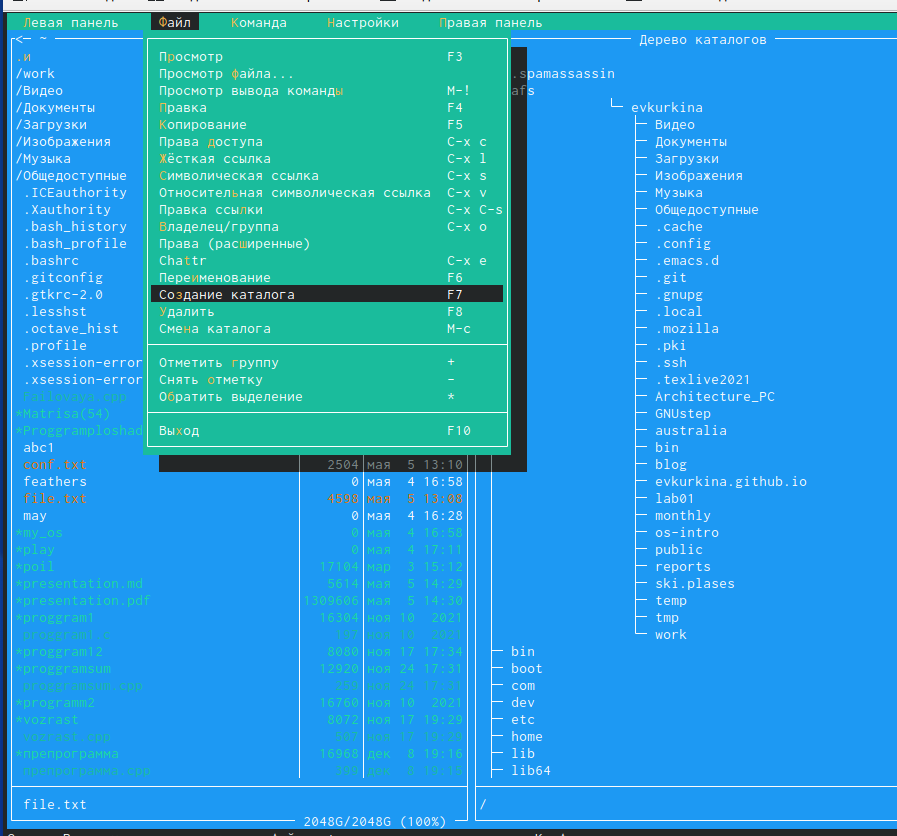 Левая панель Файл Команда Настройки Правая панель
<— ~ Дерево каталогов
.и
Просмотр F3
/work Просмотр файла... .spamassassin
/Видео Просмотр вывода команды M-! afs
/Документы Правка F4 evkurkina
/Загрузки Копирование F5 Видео
/Изображения Права доступа C-x c Документы
/Музыка Жёсткая ссылка C-x l Загрузки
/Общедоступные Символическая ссылка C-x s Изображения
.ICEauthority Относительная символическая ссылка C-x v Музыка
.Xauthority Правка ссылки C-x C-s Общедоступные
.bash_history Владелец/группа C-x o .cache
.bash_profile Права (расширенные) .config
.bashrc Chattr C-x e .emacs.d
.gitconfig Переименование F6 .git
.gtkrc-2.0 Создание каталога F7 .gnupg
.lesshst Удалить F8 .local
.octave_hist Смена каталога M-c .mozilla
.profile .pki
.xsession-error Отметить группу + .ssh
.xsession-error Снять отметку - .texlive2021
Failovaya.cpp Обратить выделение * Architecture_PC
*Matrisa(54) GNUstep
*Proggramploshad Выход F10 australia
abc1 bin
conf.txt 2504 мая 5 13:10 blog
feathers 0 мая 4 16:58 evkurkina.github.io
file.txt 4598 мая 5 13:08 lab01
may 0 мая 4 16:28 monthly
*my_os 0 мая 4 16:58 os-intro
*play 0 мая 4 17:11 public
*poil 17104 мар 3 15:12 reports
*presentation.md 5614 мая 5 14:29 ski.plases
*presentation.pdf 1309606 мая 5 14:30 temp
*proggram1 16304 ноя 10 2021 tmp
proggram1.c 197 ноя 10 2021 work
*proggram12 8080 ноя 17 17:34 bin
*proggramsum 12920 ноя 24 17:31 boot
proggramsum.cpp ноя 24 17:31 com
*programm2 16760 ноя 10 2021 dev
*vozrast 8072 ноя 17 19:29 etc
vozrast.cpp 507 ноя 17 19:29 home
*препрограмма 16968 дек 8 19:16 lib
препрограмма.cpp 399 дек 8 19:15 lib64
file.txt /
2048G/2048G (100%)